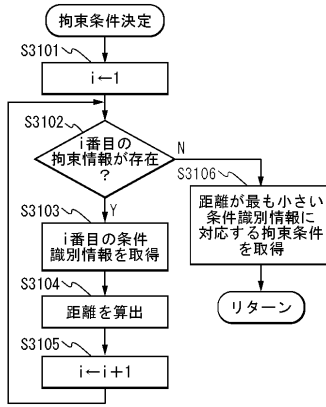 拘束条件決定
S3101
i←1
S3102
i番目の
拘束情報が存在
?
N
Y
S3103
i番目の条件
識別情報を取得
S3104
距離を算出
S3105
i←i+1
S3106
距離が最も小さい
条件識別情報に
対応する拘束条件
を取得
リターン